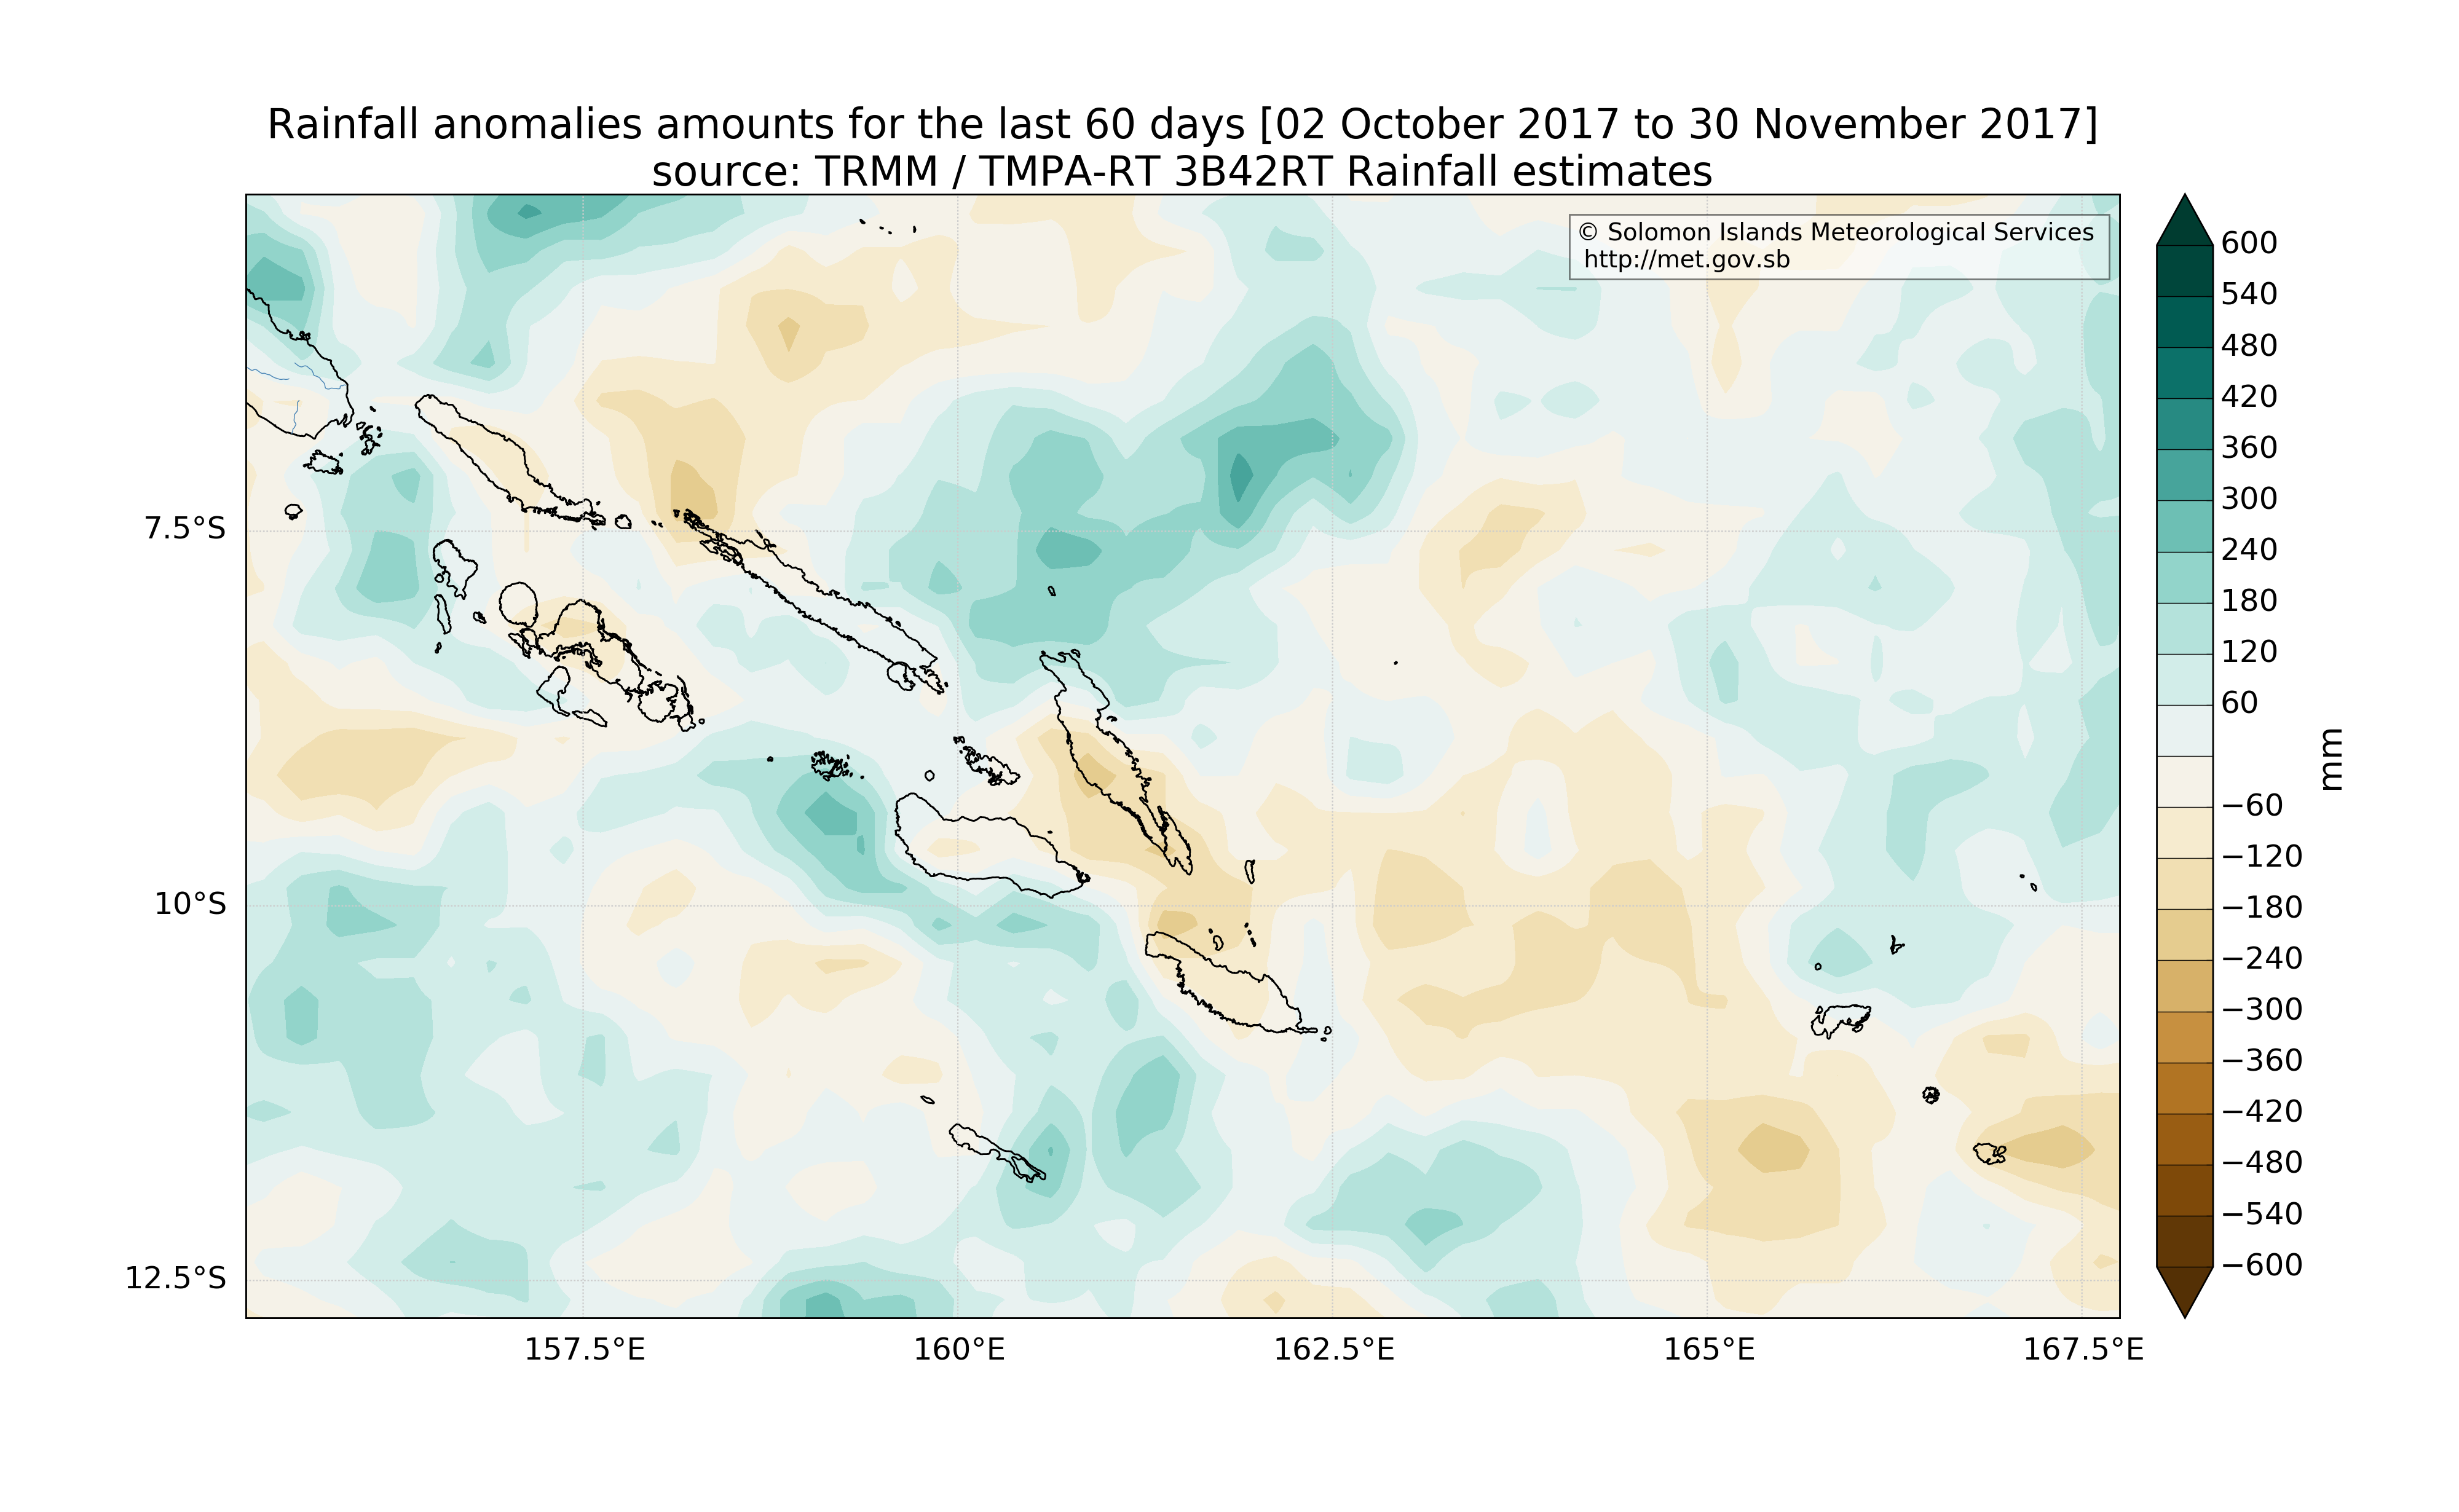 Rainfall anomalies amounts for the last 60 days [02 October 2017 to 30 November 2017]
source: TRMM / TMPA-RT 3B42RT Rainfall estimates
© Solomon Islands Meteorological Services
http://met.gov.sb
7.5°S
10°S
12.5°S
157.5°E
160°E
162.5°E
165°E
167.5°E
600
540
480
420
360
300
240
180
120
60
−60
−120
−180
−240
−300
−360
−420
−480
−540
−600
mm